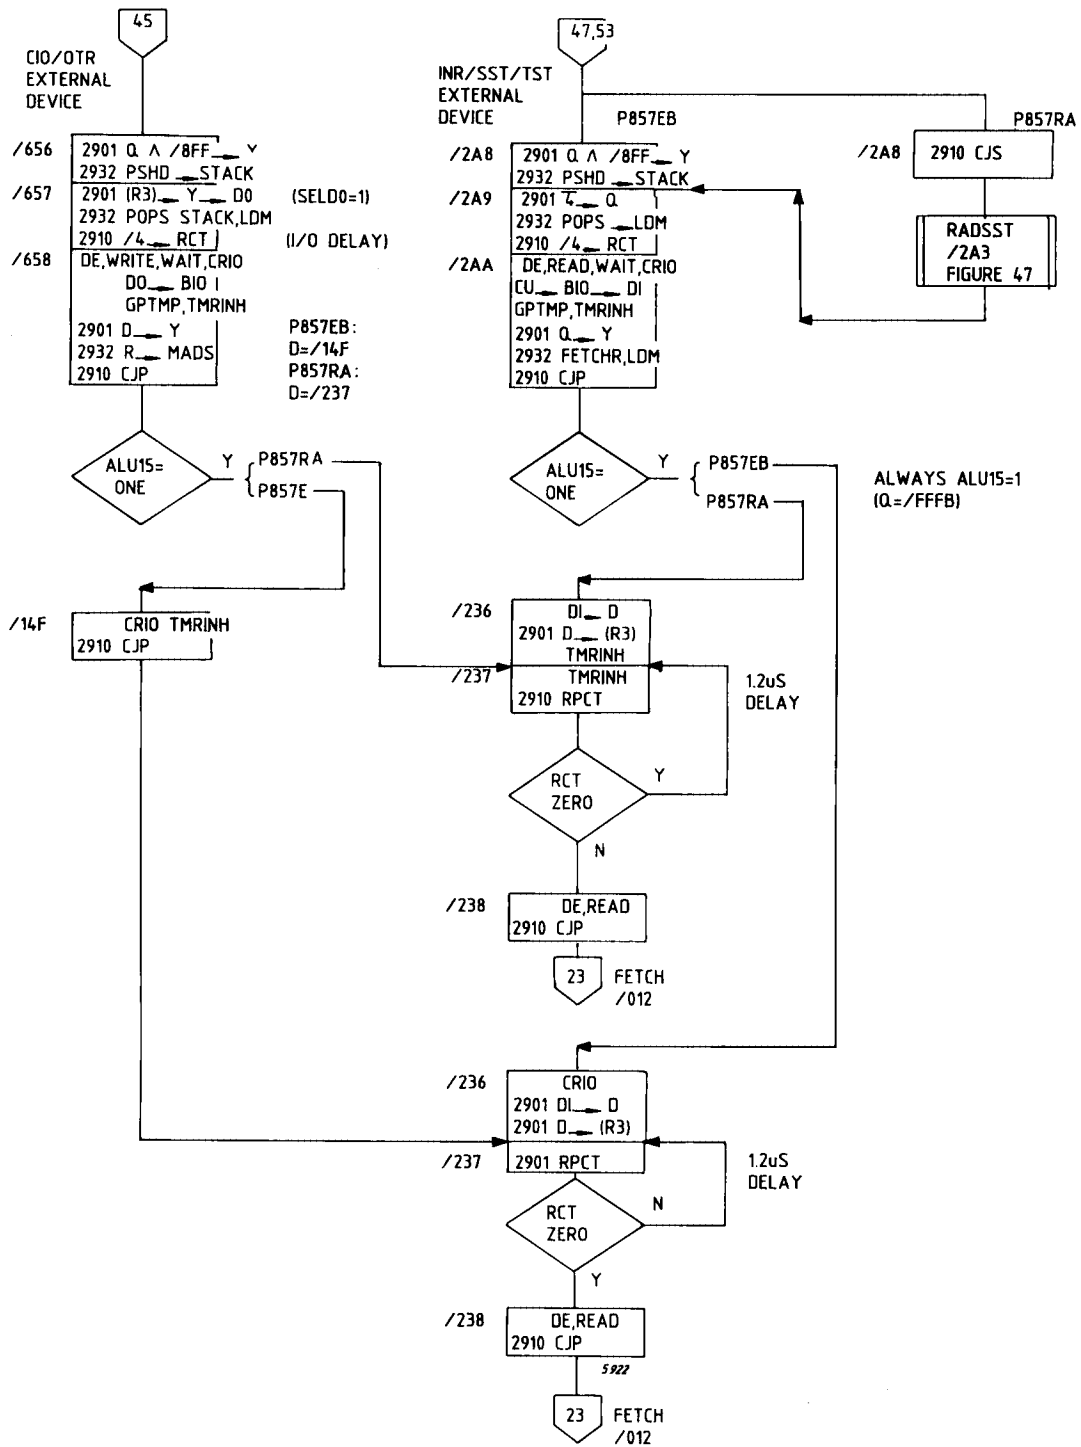 45
CIO/OTR
EXTERNAL
DEVICE
/656
2901 Q ∧ /8FF → Y
2932 PSHD → STACK
/657
2901 (R3) → Y → DO
(SELDO=1)
2932 POPS STACK,LDM
2910 /4 → RCT
(I/O DELAY)
/658
DE,WRITE,WAIT,CRIO
DO → BIO
GPTMP,TMRINH
2901 D → Y
2932 R → MADS
2910 CJP
P857EB:
D=/14F
P857RA:
D=/237
ALU15=
ONE
Y
P857RA
P857E
/14F
CRIO TMRINH
2910 CJP
47,53
INR/SST/TST
EXTERNAL
DEVICE
P857EB
P857RA
/2A8
2901 Q ∧ /8FF → Y
2932 PSHD → STACK
/2A9
2901 4 → Q
2932 POPS → LDM
2910 /4 → RCT
/2AA
DE,READ,WAIT,CRIO
CU → BIO → DI
GPTMP,TMRINH
2901 Q → Y
2932 FETCHR,LDM
2910 CJP
/2A8
2910 CJS
RADSST
/2A3
FIGURE 47
ALU15=
ONE
Y
P857EB
P857RA
ALWAYS ALU15=1
(Q=/FFFB)
/236
DI → D
2901 D → (R3)
TMRINH
/237
TMRINH
2910 RPCT
1.2uS
DELAY
RCT
ZERO
Y
N
/238
DE,READ
2910 CJP
23
FETCH
/012
/236
CRIO
2901 DI → D
2901 D → (R3)
/237
2901 RPCT
1.2uS
DELAY
RCT
ZERO
N
Y
/238
DE,READ
2910 CJP
5922
23
FETCH
/012